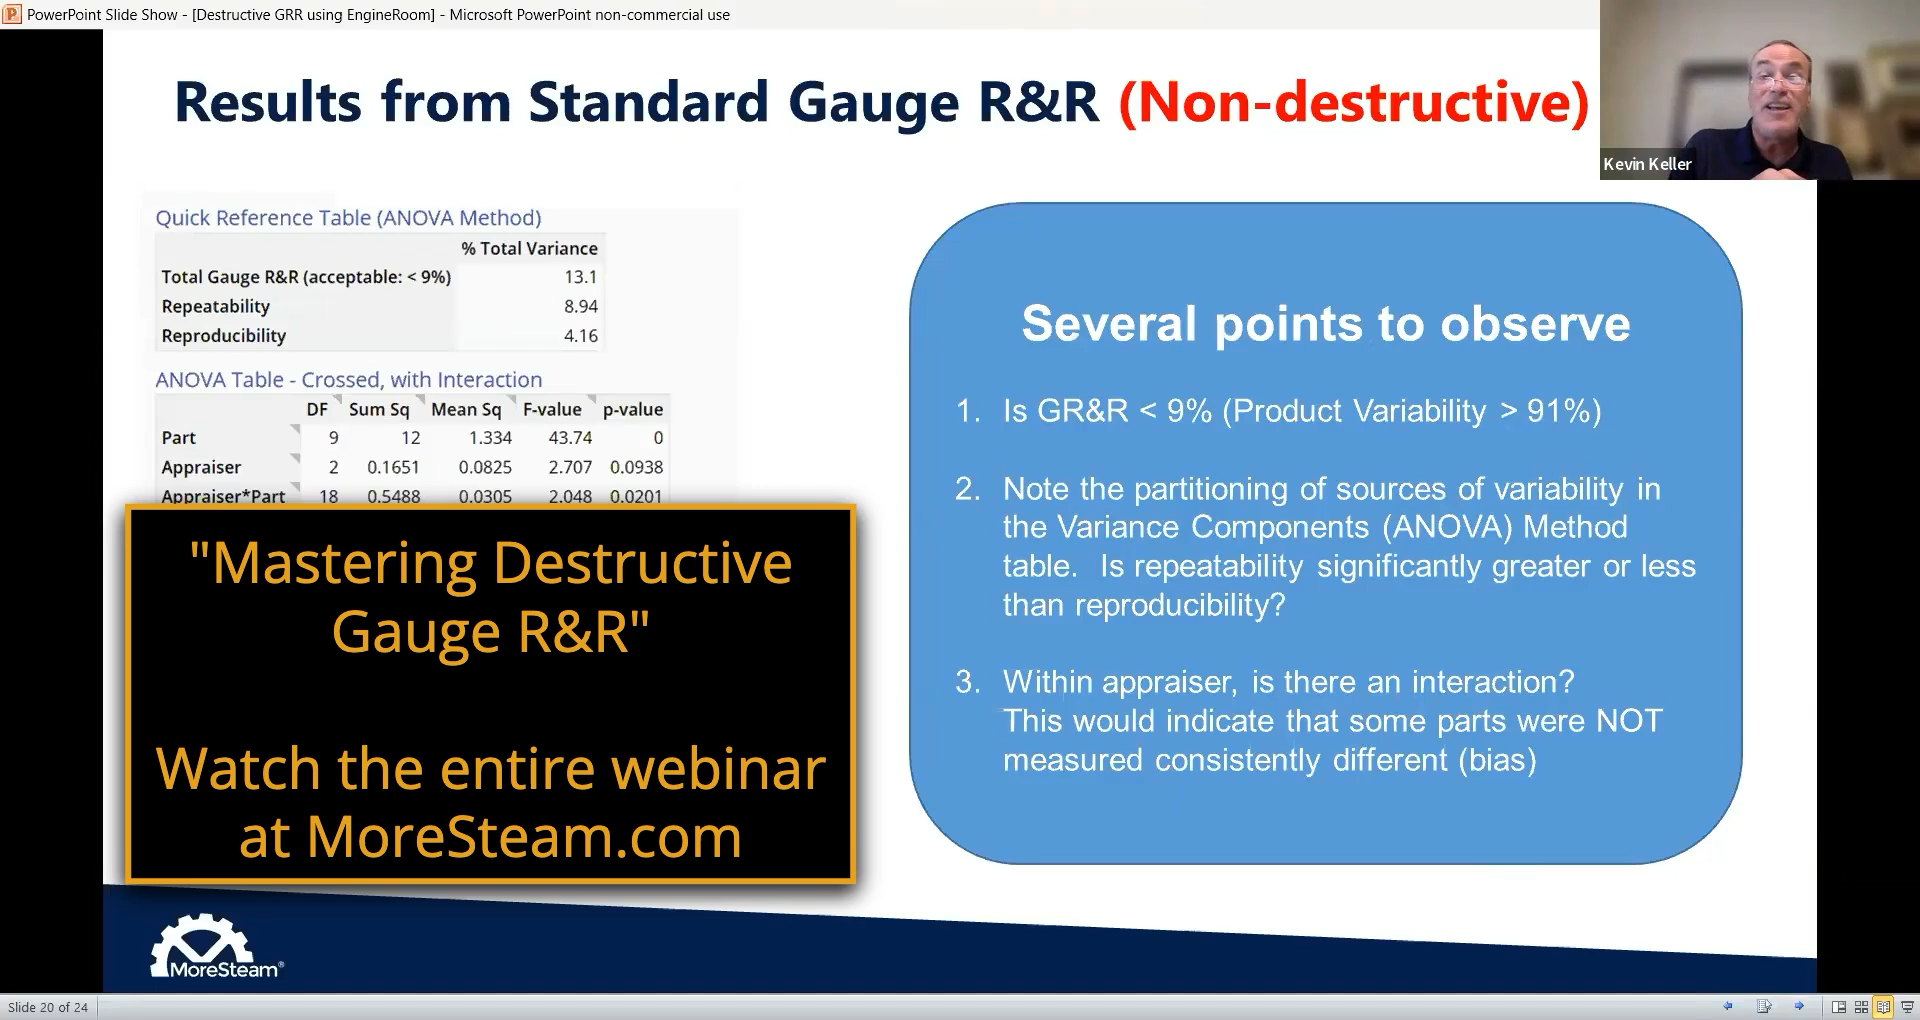 PowerPoint Slide Show - [Destructive GRR using EngineRoom] - Microsoft PowerPoint non-commercial use
Results from Standard Gauge R&R (Non-destructive)
Kevin Keller
Quick Reference Table (ANOVA Method)
% Total Variance
Total Gauge R&R (acceptable: < 9%) 13.1
Repeatability 8.94
Reproducibility 4.16
ANOVA Table - Crossed, with Interaction
DF Sum Sq Mean Sq F-value p-value
Part 9 12 1.334 43.74 0
Appraiser 2 0.1651 0.0825 2.707 0.0938
Appraiser*Part 18 0.5488 0.0305 2.048 0.0201
"Mastering Destructive
Gauge R&R"
Watch the entire webinar
at MoreSteam.com
Several points to observe
1. Is GR&R < 9% (Product Variability > 91%)
2. Note the partitioning of sources of variability in
the Variance Components (ANOVA) Method
table. Is repeatability significantly greater or less
than reproducibility?
3. Within appraiser, is there an interaction?
This would indicate that some parts were NOT
measured consistently different (bias)
MoreSteam
Slide 20 of 24